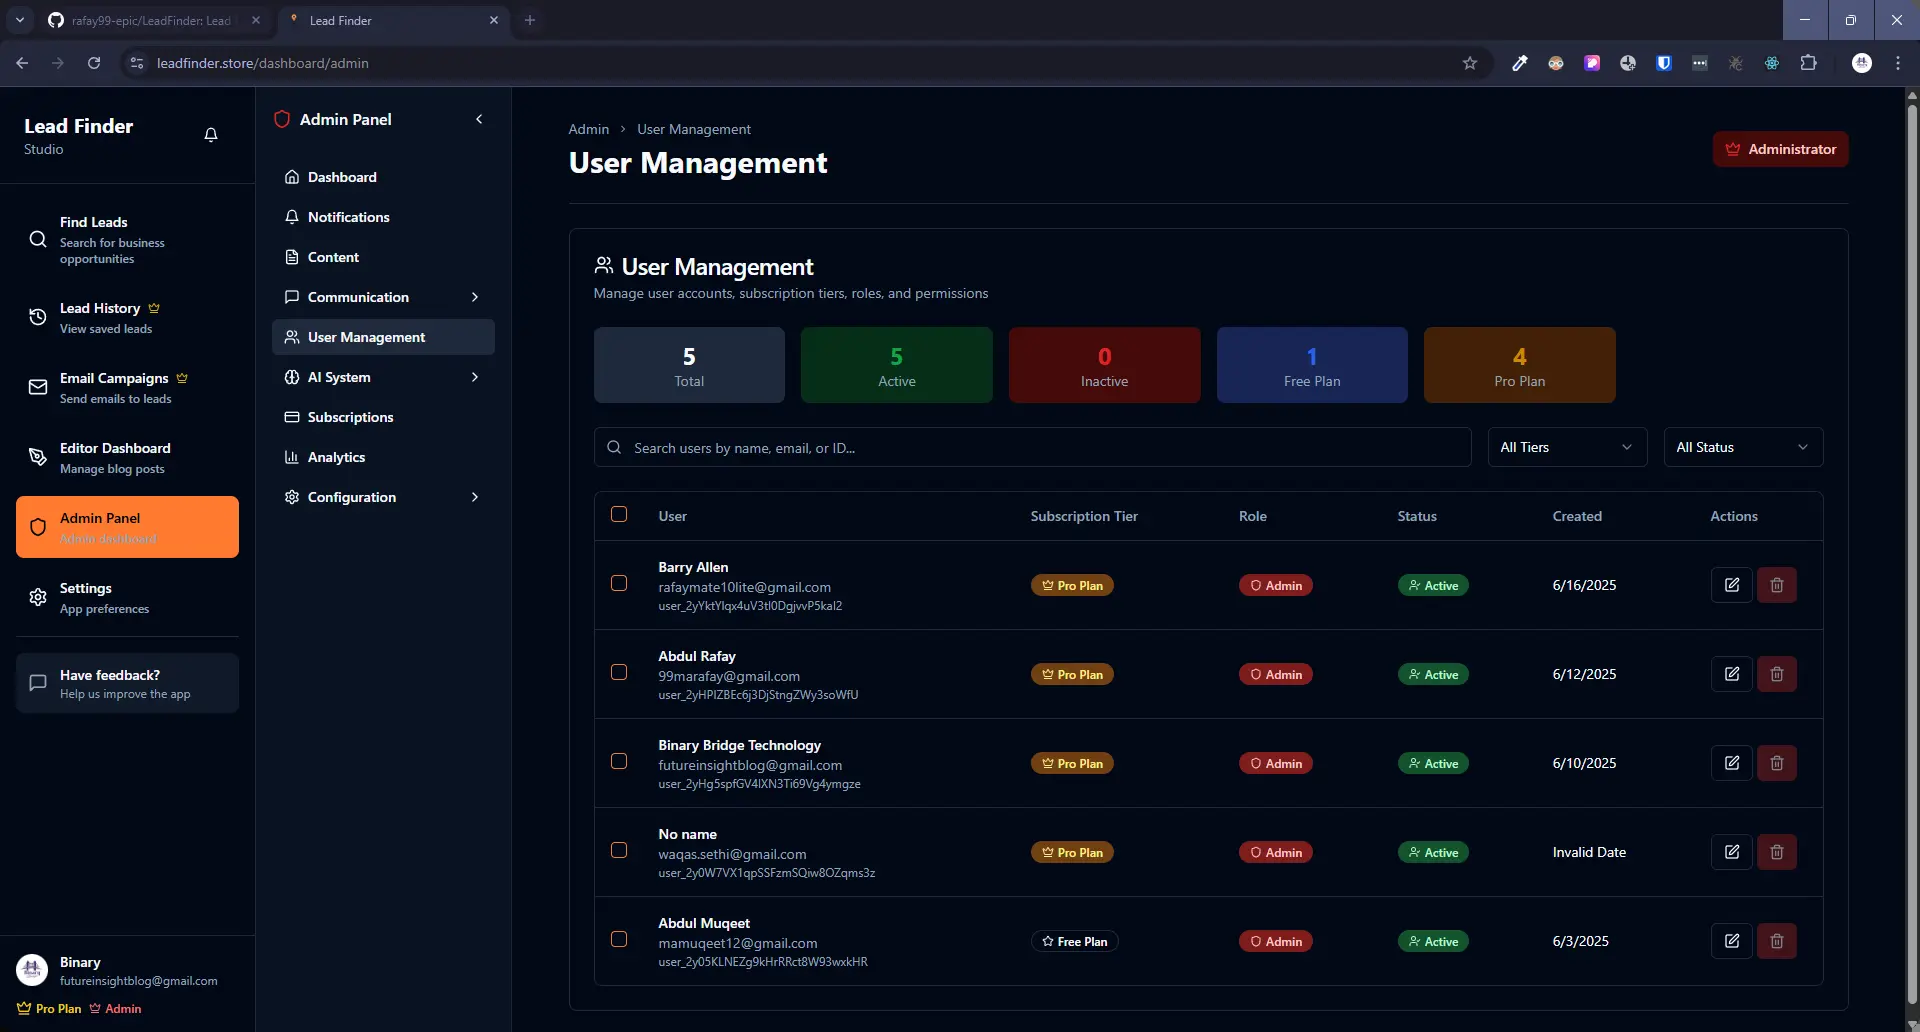 rafay99-epic/LeadFinder: Lead
Lead Finder
leadfinder.store/dashboard/admin
Lead Finder
Studio
Find Leads
Search for business
opportunities
Lead History
View saved leads
Email Campaigns
Send emails to leads
Editor Dashboard
Manage blog posts
Admin Panel
Admin dashboard
Settings
App preferences
Have feedback?
Help us improve the app
Binary
futureinsightblog@gmail.com
Pro Plan Admin
Admin Panel
Dashboard
Notifications
Content
Communication
User Management
AI System
Subscriptions
Analytics
Configuration
Admin > User Management
User Management
Administrator
User Management
Manage user accounts, subscription tiers, roles, and permissions
5
Total
5
Active
0
Inactive
1
Free Plan
4
Pro Plan
Search users by name, email, or ID...
All Tiers
All Status
User Subscription Tier Role Status Created Actions
Barry Allen
rafaymate10lite@gmail.com
user_2yYktYIqx4uV3tl0DgjvvP5kal2
Pro Plan Admin Active 6/16/2025
Abdul Rafay
99marafay@gmail.com
user_2yHPIZBEc6j3DjStngZWy3soWfU
Pro Plan Admin Active 6/12/2025
Binary Bridge Technology
futureinsightblog@gmail.com
user_2yHg5spfGV4lXN3Ti69Vg4ymgze
Pro Plan Admin Active 6/10/2025
No name
waqas.sethi@gmail.com
user_2y0W7VX1qpSSFzmSQiw8OZqms3z
Pro Plan Admin Active Invalid Date
Abdul Muqeet
mamuqeet12@gmail.com
user_2y05KLNEZg9kHrRRct8W93wxkHR
Free Plan Admin Active 6/3/2025